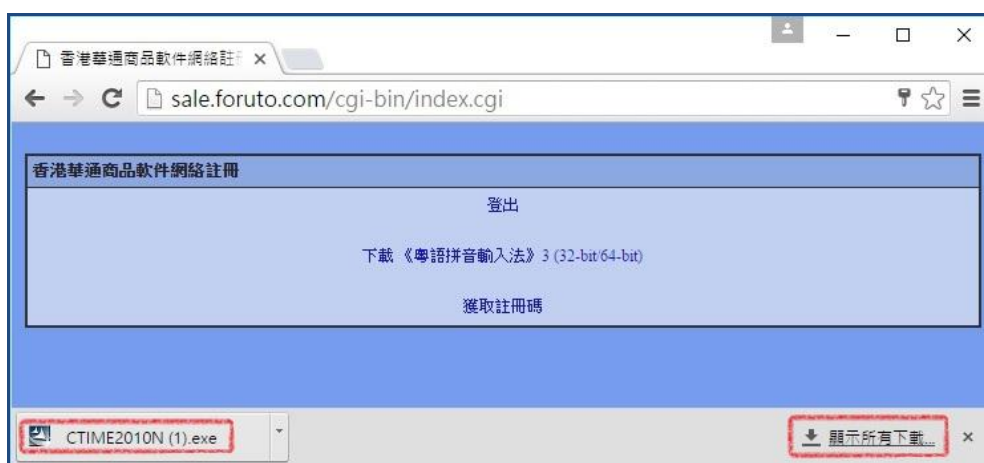 香港華通商品軟件網絡註
sale.foruto.com/cgi-bin/index.cgi
香港華通商品軟件網絡註冊
登出
下載《粵語拼音輸入法》3 (32-bit/64-bit)
獲取註冊碼
CTIME2010N (1).exe
顯示所有下載...